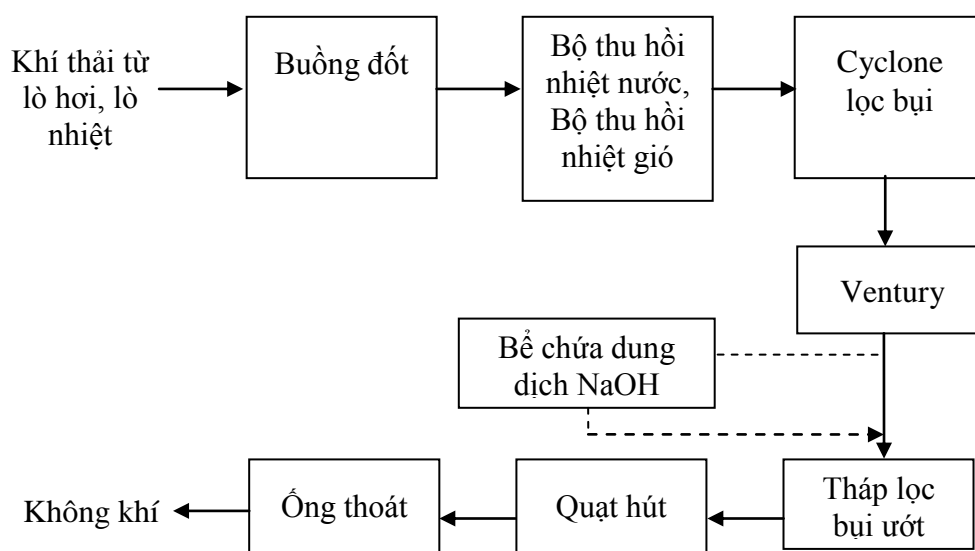 Khí thải từ
lò hơi, lò
nhiệt
Buồng đốt
Bộ thu hồi
nhiệt nước,
Bộ thu hồi
nhiệt gió
Cyclone
lọc bụi
Ventury
Bể chứa dung
dịch NaOH
Tháp lọc
bụi ướt
Quạt hút
Ống thoát
Không khí